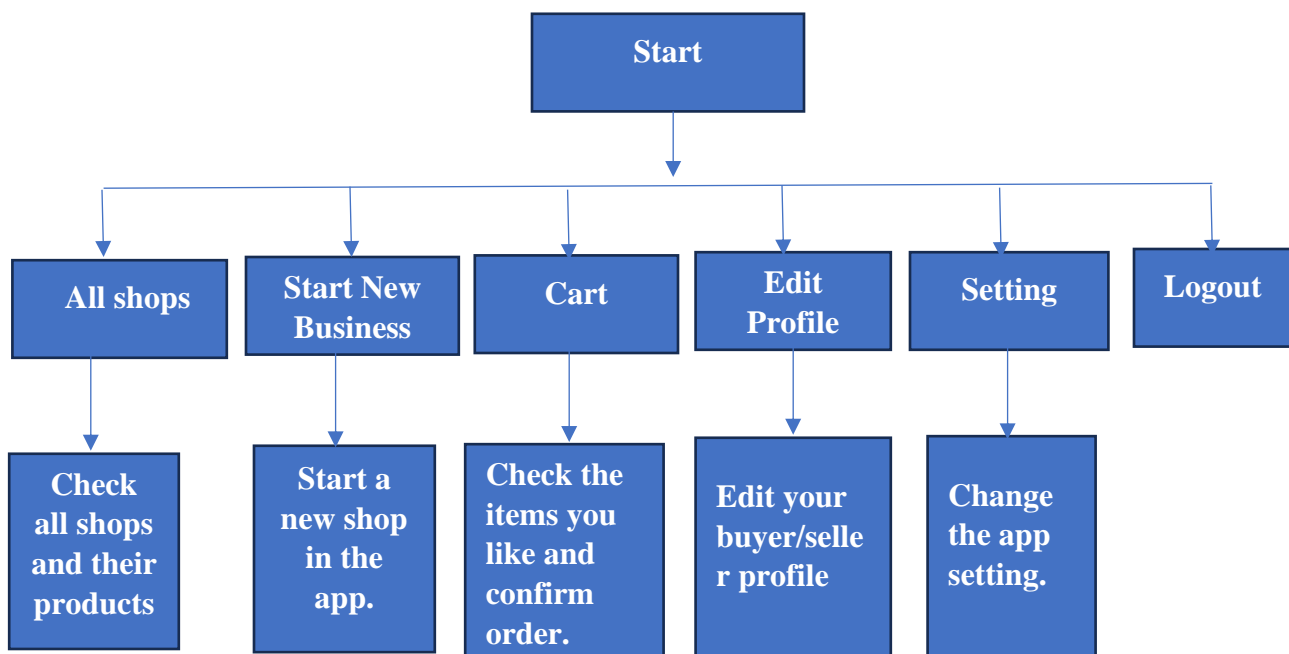 Start
All shops
Start New
Business
Cart
Edit
Profile
Setting
Logout
Check
all shops
and their
products
Start a
new shop
in the
app.
Check the
items you
like and
confirm
order.
Edit your
buyer/selle
r profile
Change
the app
setting.